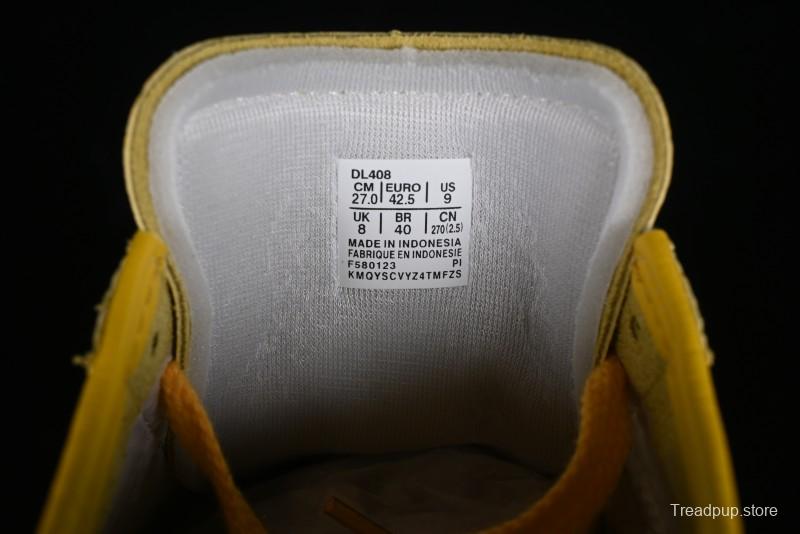 DL408
CM EURO US
27.0 42.5 9
UK BR CN
8 40 270(2.5)
MADE IN INDONESIA
FABRIQUE EN INDONESIE
F580123 PI
KMQYSCVYZ4TMFZS
Treadpup.store